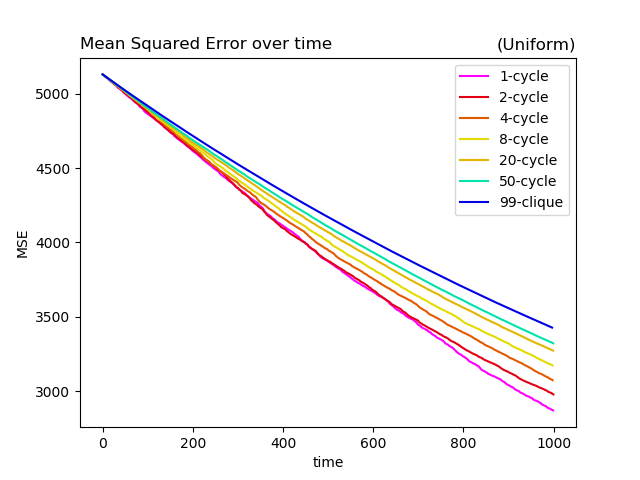 Mean Squared Error over time
(Uniform)
1-cycle
2-cycle
4-cycle
8-cycle
20-cycle
50-cycle
99-clique
MSE
5000
4500
4000
3500
3000
0 200 400 600 800 1000
time